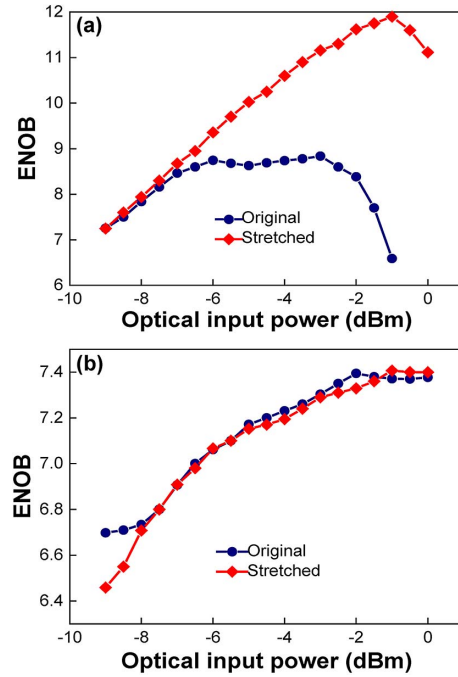 (a)
12
11
10
9
8
7
6
ENOB
Original
Stretched
-10 -8 -6 -4 -2 0
Optical input power (dBm)
(b)
7.4
7.2
7.0
6.8
6.6
6.4
ENOB
Original
Stretched
-10 -8 -6 -4 -2 0
Optical input power (dBm)